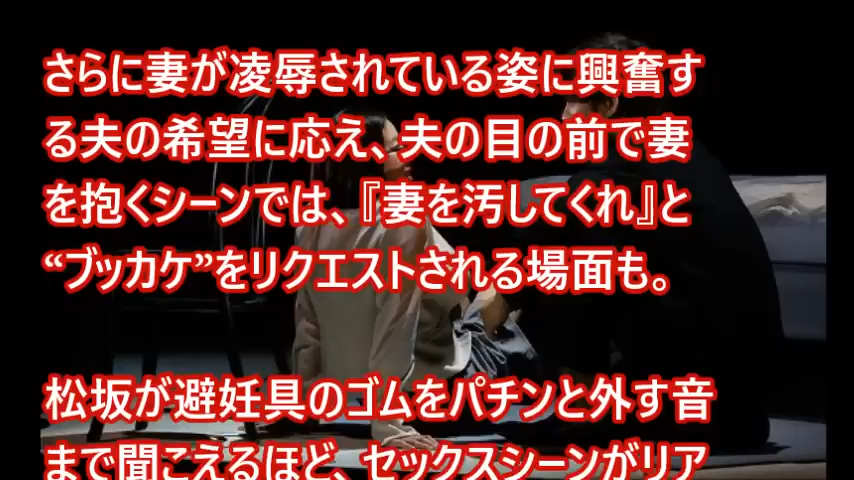 さらに妻が凌辱されている姿に興奮す
る夫の希望に応え、夫の目の前で妻
を抱くシーンでは、『妻を汚してくれ』と
“ブッカケ”をリクエストされる場面も。
松坂が避妊具のゴムをパチンと外す音
まで聞こえるほど、セックスシーンがリア